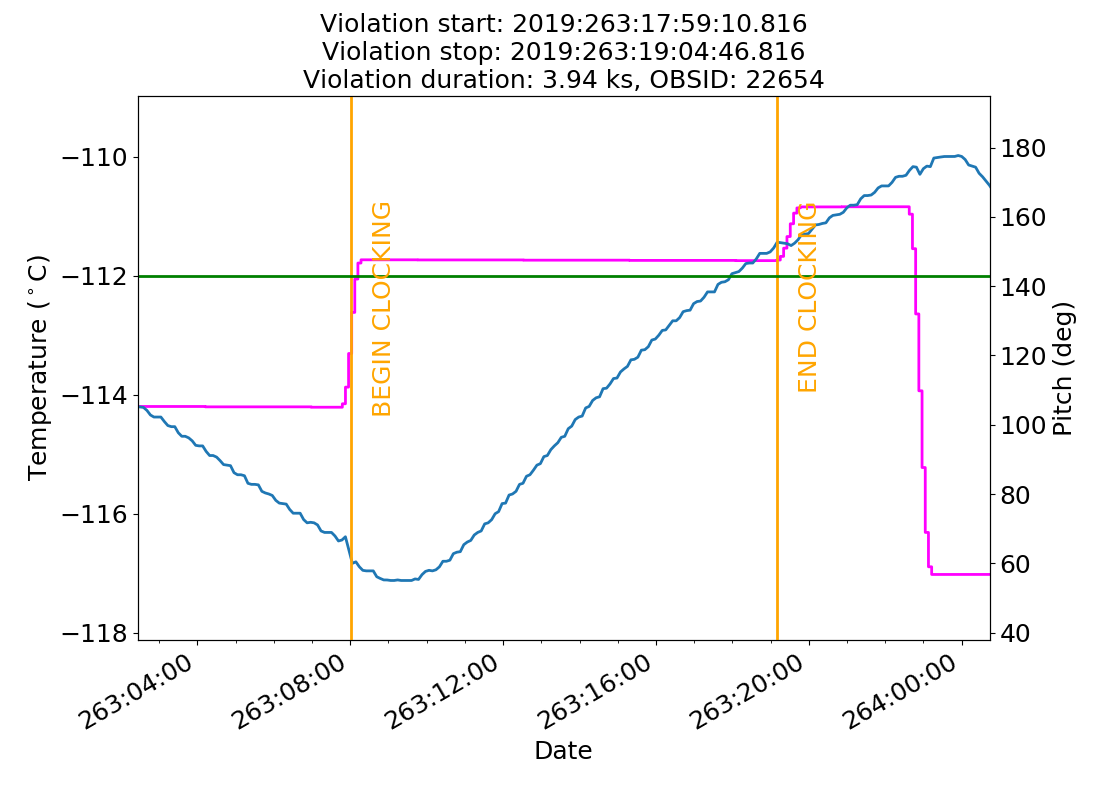 Violation start: 2019:263:17:59:10.816
Violation stop: 2019:263:19:04:46.816
Violation duration: 3.94 ks, OBSID: 22654
−110
−112
−114
−116
−118
Temperature (°C)
BEGIN CLOCKING
END CLOCKING
180
160
140
120
100
80
60
40
Pitch (deg)
263:04:00
263:08:00
263:12:00
263:16:00
263:20:00
264:00:00
Date